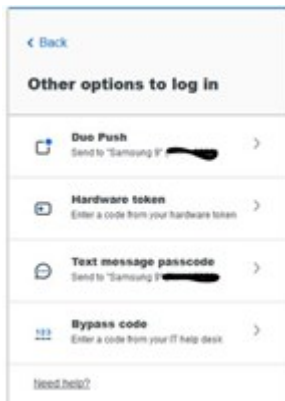 Back
Other options to log in
Duo Push
Send to "Samsung 9"
Hardware token
Enter a code from your hardware token
Text message passcode
Send to "Samsung 9"
123
Bypass code
Enter a code from your IT help desk
Need help?